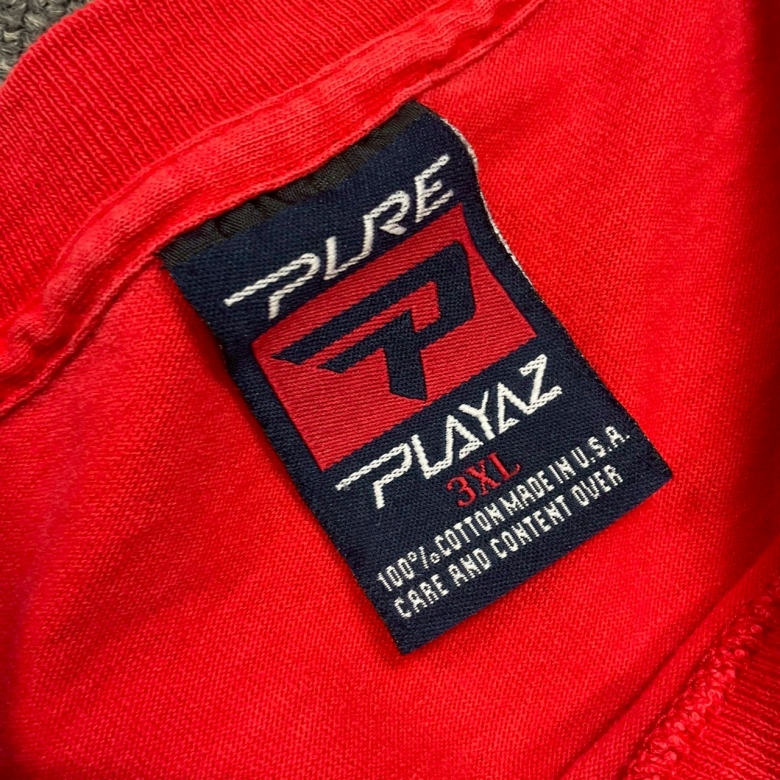 PURE
P
PLAYAZ
3XL
100% COTTON MADE IN U.S.A.
CARE AND CONTENT OVER